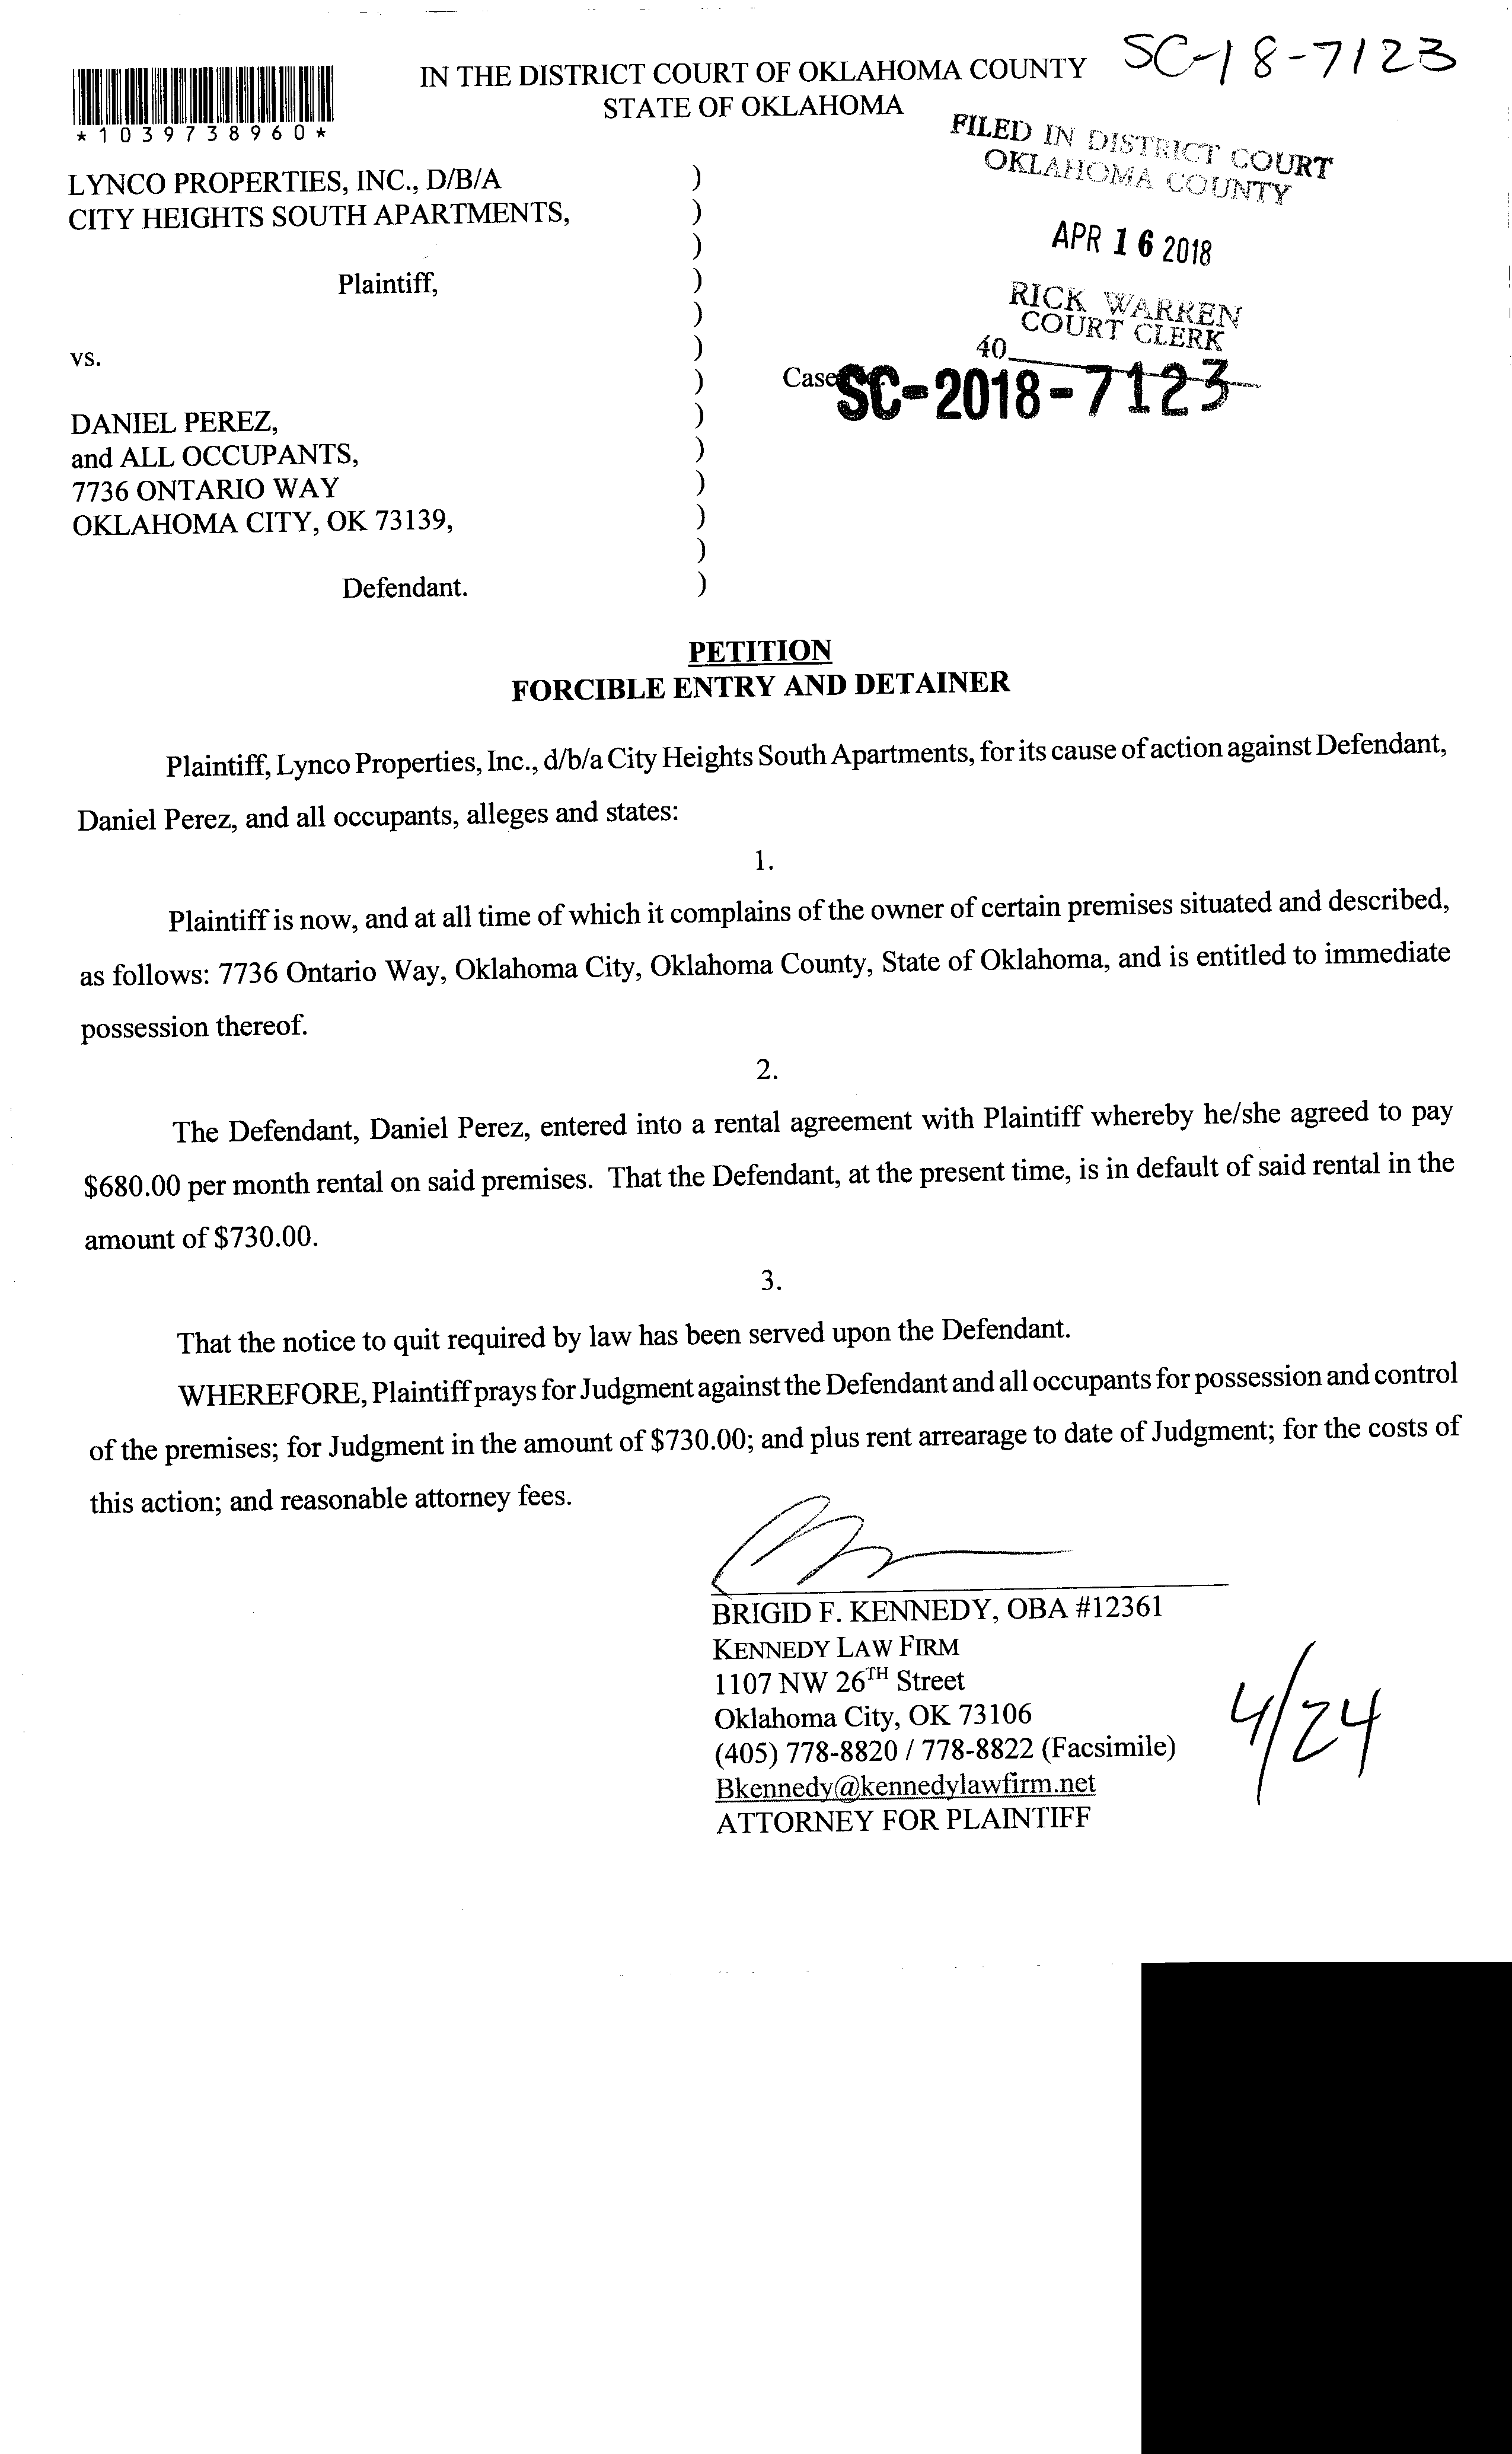 SC-18-7123
IN THE DISTRICT COURT OF OKLAHOMA COUNTY
STATE OF OKLAHOMA
*1039738960*
FILED IN DISTRICT COURT
OKLAHOMA COUNTY
APR 16 2018
RICK WARREN
COURT CLERK
40
LYNCO PROPERTIES, INC., D/B/A )
CITY HEIGHTS SOUTH APARTMENTS, )
)
Plaintiff, )
)
vs. )
) Case SC-2018-7123
DANIEL PEREZ, )
and ALL OCCUPANTS, )
7736 ONTARIO WAY )
OKLAHOMA CITY, OK 73139, )
)
Defendant. )
PETITION
FORCIBLE ENTRY AND DETAINER
Plaintiff, Lynco Properties, Inc., d/b/a City Heights South Apartments, for its cause of action against Defendant,
Daniel Perez, and all occupants, alleges and states:
1.
Plaintiff is now, and at all time of which it complains of the owner of certain premises situated and described,
as follows: 7736 Ontario Way, Oklahoma City, Oklahoma County, State of Oklahoma, and is entitled to immediate
possession thereof.
2.
The Defendant, Daniel Perez, entered into a rental agreement with Plaintiff whereby he/she agreed to pay
$680.00 per month rental on said premises. That the Defendant, at the present time, is in default of said rental in the
amount of $730.00.
3.
That the notice to quit required by law has been served upon the Defendant.
WHEREFORE, Plaintiff prays for Judgment against the Defendant and all occupants for possession and control
of the premises; for Judgment in the amount of $730.00; and plus rent arrearage to date of Judgment; for the costs of
this action; and reasonable attorney fees.
BRIGID F. KENNEDY, OBA #12361
KENNEDY LAW FIRM
1107 NW 26TH Street
Oklahoma City, OK 73106
(405) 778-8820 / 778-8822 (Facsimile)
Bkennedy@kennedylawfirm.net
ATTORNEY FOR PLAINTIFF
4/24